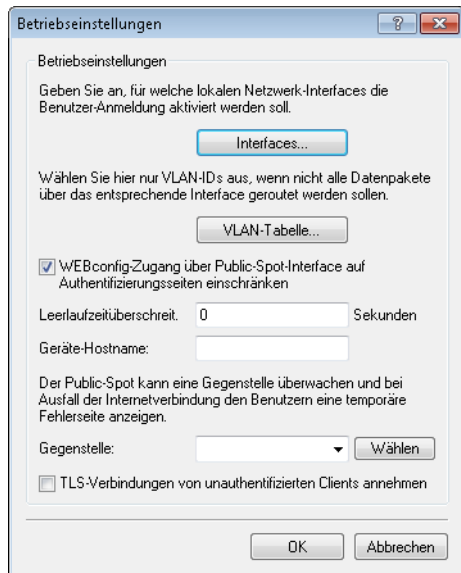 Betriebseinstellungen
?
Betriebseinstellungen
Geben Sie an, für welche lokalen Netzwerk-Interfaces die
Benutzer-Anmeldung aktiviert werden soll.
Interfaces...
Wählen Sie hier nur VLAN-IDs aus, wenn nicht alle Datenpakete
über das entsprechende Interface geroutet werden sollen.
VLAN-Tabelle...
WEBconfig-Zugang über Public-Spot-Interface auf
Authentifizierungsseiten einschränken
Leerlaufzeitüberschreit. 0 Sekunden
Geräte-Hostname:
Der Public-Spot kann eine Gegenstelle überwachen und bei
Ausfall der Internetverbindung den Benutzern eine temporäre
Fehlerseite anzeigen.
Gegenstelle: Wählen
TLS-Verbindungen von unauthentifizierten Clients annehmen
OK Abbrechen